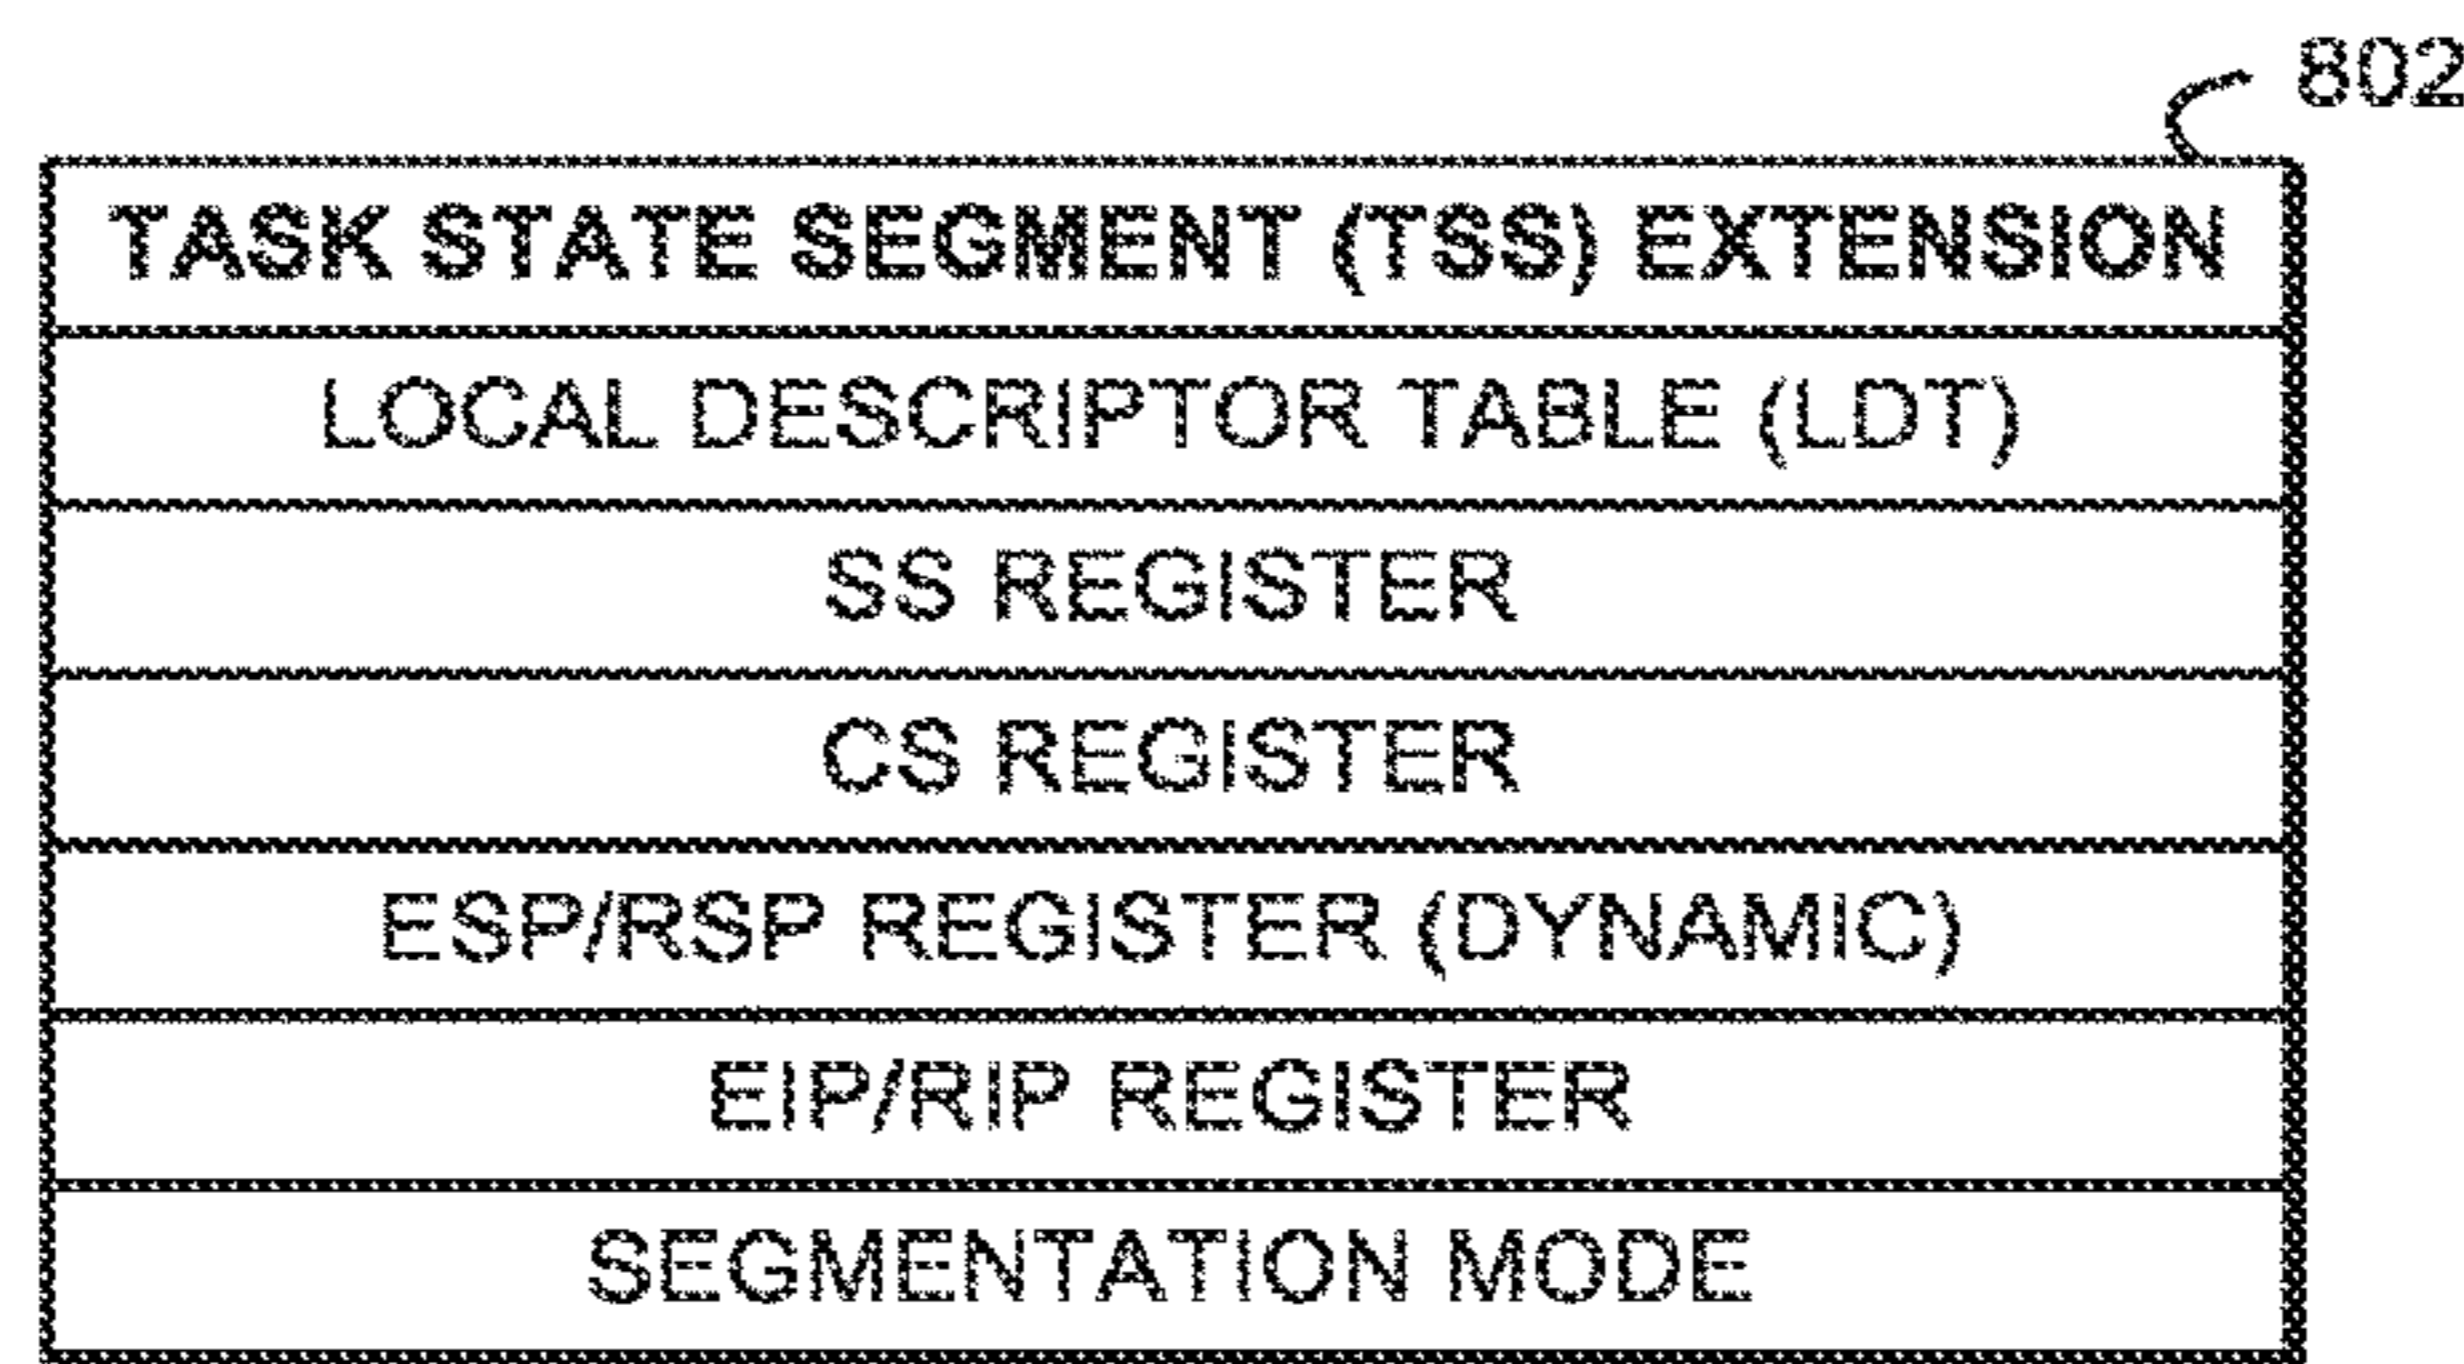 802
TASK STATE SEGMENT (TSS) EXTENSION
LOCAL DESCRIPTOR TABLE (LDT)
SS REGISTER
CS REGISTER
ESP/RSP REGISTER (DYNAMIC)
EIP/RIP REGISTER
SEGMENTATION MODE